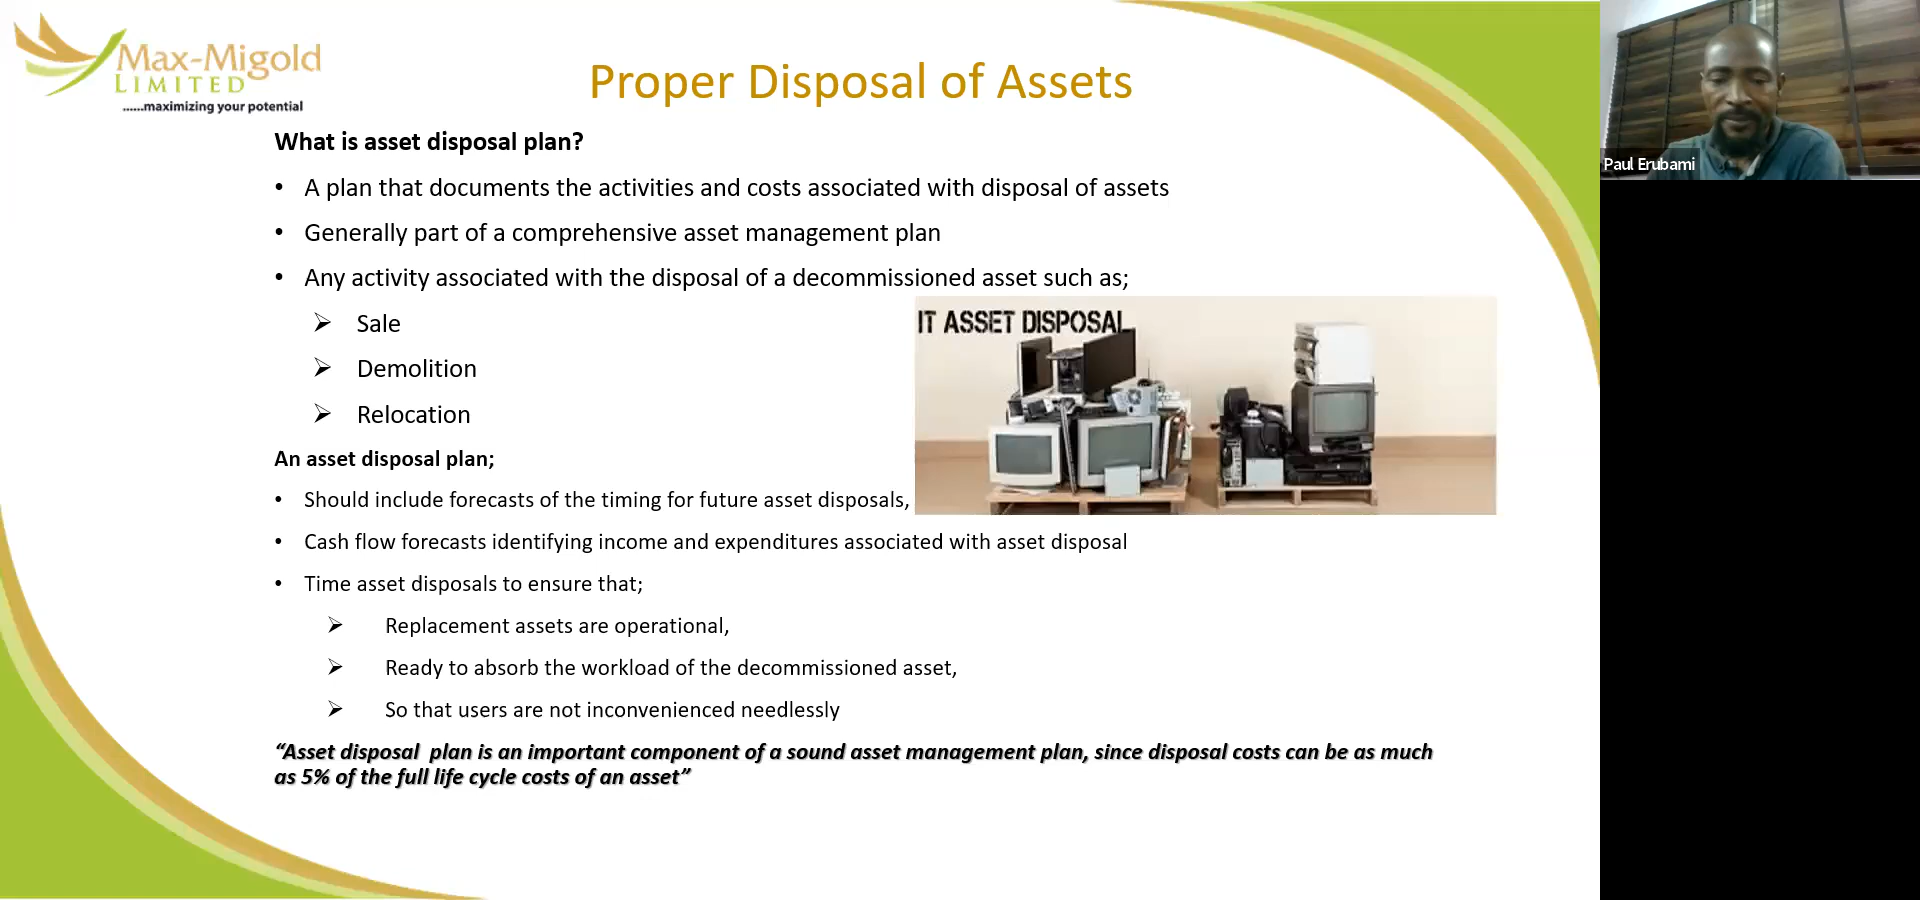 Max-Migold
LIMITED
......maximizing your potential
Proper Disposal of Assets
What is asset disposal plan?
• A plan that documents the activities and costs associated with disposal of assets
• Generally part of a comprehensive asset management plan
• Any activity associated with the disposal of a decommissioned asset such as;
➢ Sale
➢ Demolition
➢ Relocation
IT ASSET DISPOSAL
An asset disposal plan;
• Should include forecasts of the timing for future asset disposals,
• Cash flow forecasts identifying income and expenditures associated with asset disposal
• Time asset disposals to ensure that;
➢ Replacement assets are operational,
➢ Ready to absorb the workload of the decommissioned asset,
➢ So that users are not inconvenienced needlessly
“Asset disposal  plan is an important component of a sound asset management plan, since disposal costs can be as much
as 5% of the full life cycle costs of an asset”
Paul Erubami